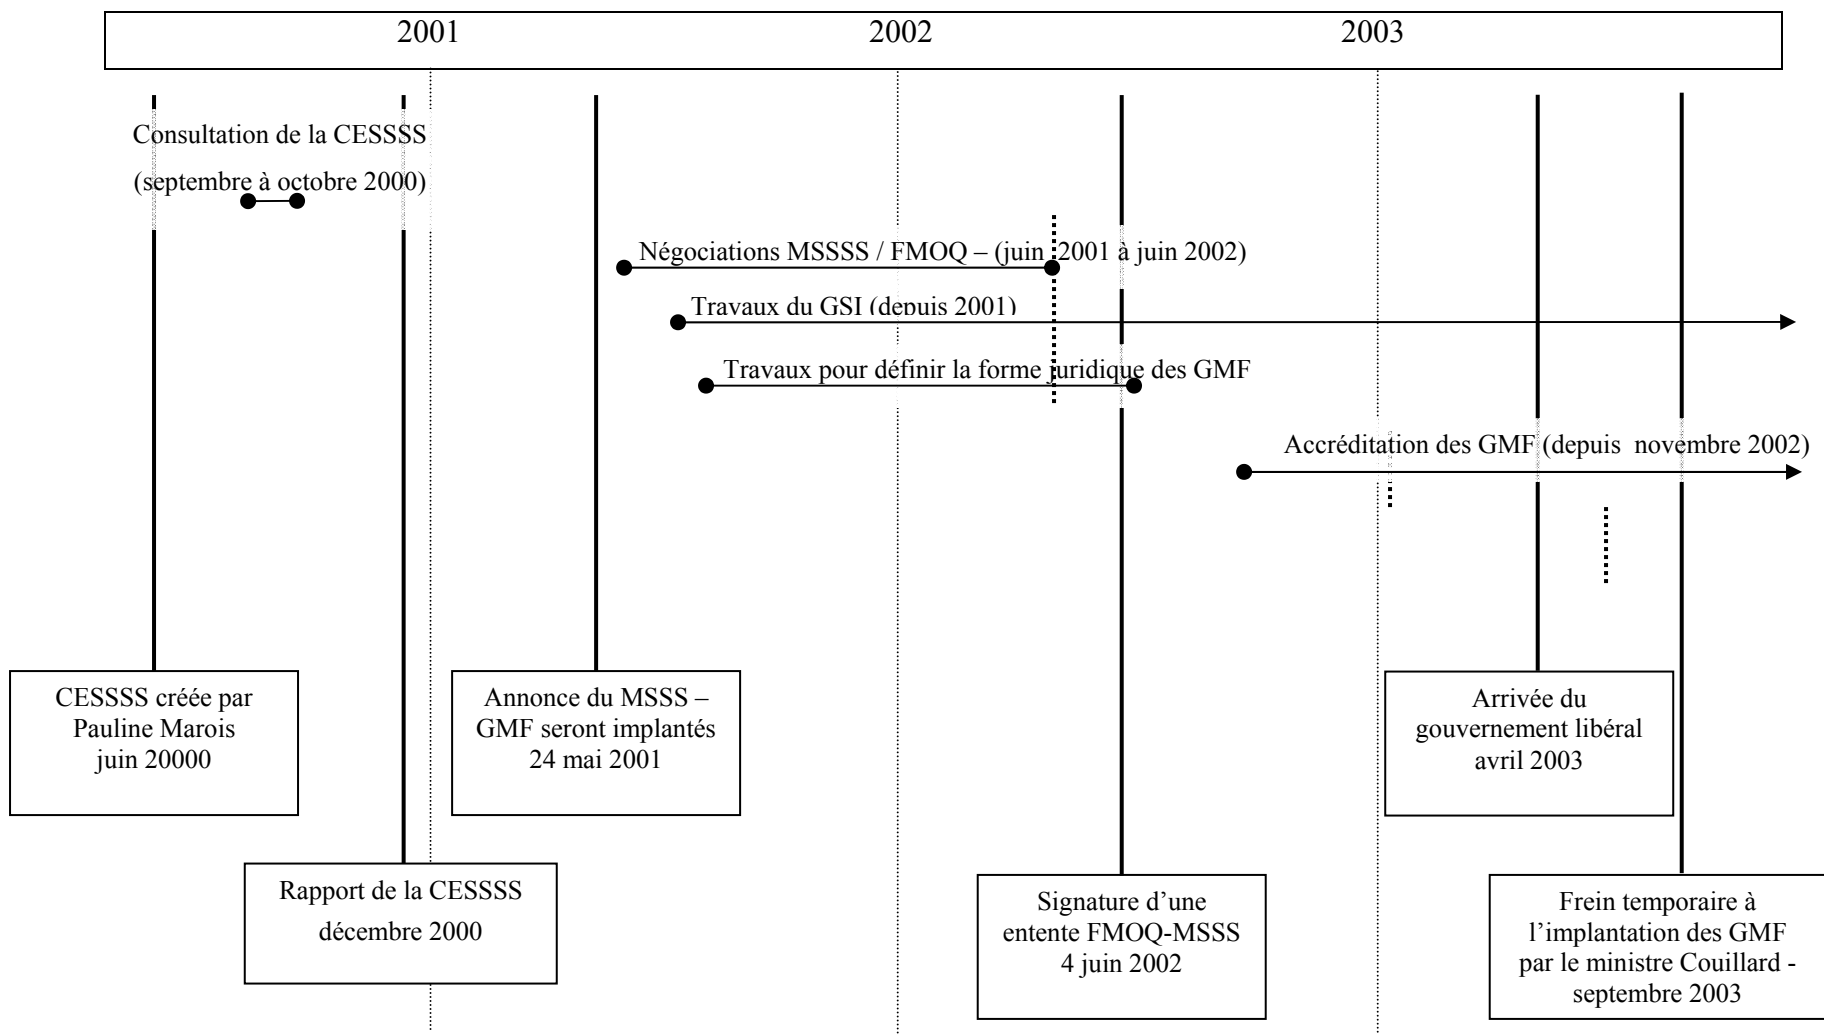 2001
2002
2003
Consultation de la CESSSS
(septembre à octobre 2000)
Négociations MSSSS / FMOQ – (juin 2001 à juin 2002)
Travaux du GSI (depuis 2001)
Travaux pour définir la forme juridique des GMF
Accréditation des GMF (depuis novembre 2002)
CESSSS créée par
Pauline Marois
juin 20000
Annonce du MSSS –
GMF seront implantés
24 mai 2001
Arrivée du
gouvernement libéral
avril 2003
Rapport de la CESSSS
décembre 2000
Signature d’une
entente FMOQ-MSSS
4 juin 2002
Frein temporaire à
l’implantation des GMF
par le ministre Couillard -
septembre 2003